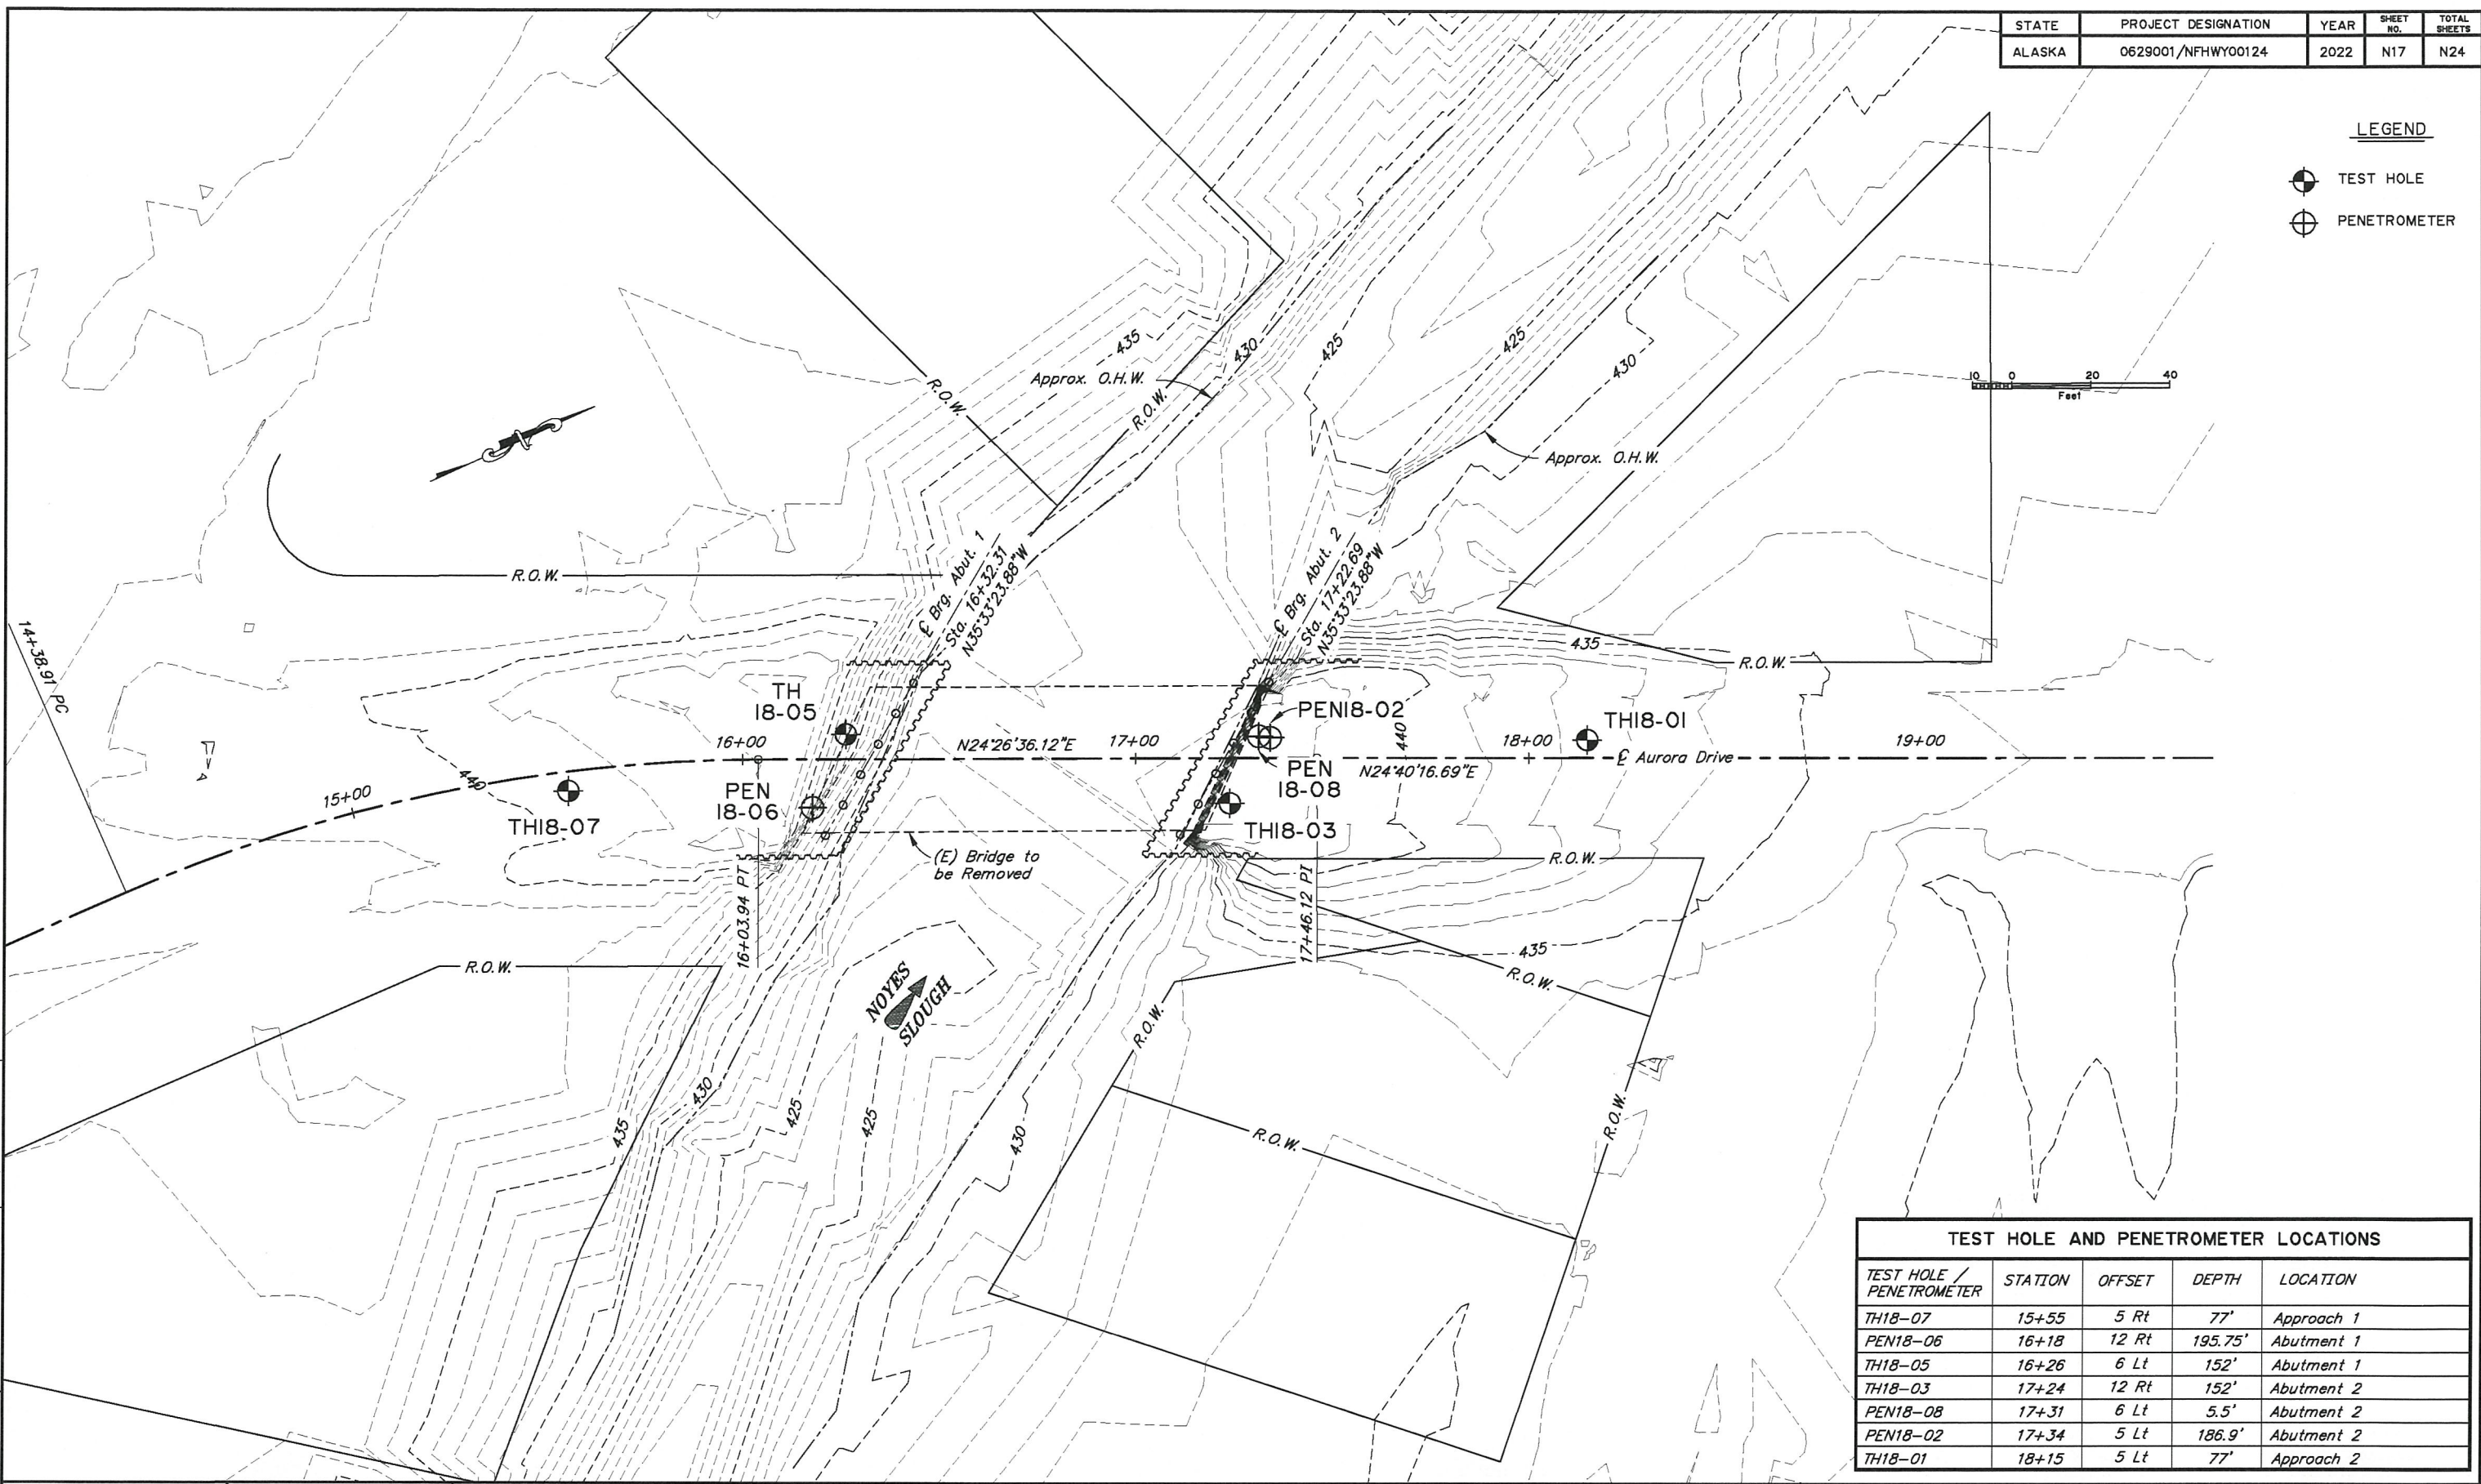 STATE PROJECT DESIGNATION YEAR SHEET NO. TOTAL SHEETS
ALASKA 0629001/NFHWY00124 2022 N17 N24
LEGEND
TEST HOLE
PENETROMETER
10 0 20 40
Feet
435
430
425
425
430
Approx. O.H.W.
R.O.W.
R.O.W.
Approx. O.H.W.
R.O.W.
℄ Brg. Abut. 1
Sta. 16+32.31
N35°33'23.88"W
℄ Brg. Abut. 2
Sta. 17+22.69
N35°33'23.88"W
14+38.91 PC
435
R.O.W.
TH
18-05
PEN18-02
TH18-01
16+00
N24°26'36.12"E
17+00
440
18+00
19+00
℄ Aurora Drive
N24°40'16.69"E
440
15+00
TH18-07
PEN
18-06
PEN
18-08
TH18-03
(E) Bridge to
be Removed
R.O.W.
16+03.94 PT
17+46.12 PI
435
R.O.W.
R.O.W.
NOYES
SLOUGH
R.O.W.
435
430
425
425
430
R.O.W.
R.O.W.
TEST HOLE AND PENETROMETER LOCATIONS
TEST HOLE / PENETROMETER STATION OFFSET DEPTH LOCATION
TH18-07 15+55 5 Rt 77' Approach 1
PEN18-06 16+18 12 Rt 195.75' Abutment 1
TH18-05 16+26 6 Lt 152' Abutment 1
TH18-03 17+24 12 Rt 152' Abutment 2
PEN18-08 17+31 6 Lt 5.5' Abutment 2
PEN18-02 17+34 5 Lt 186.9' Abutment 2
TH18-01 18+15 5 Lt 77' Approach 2